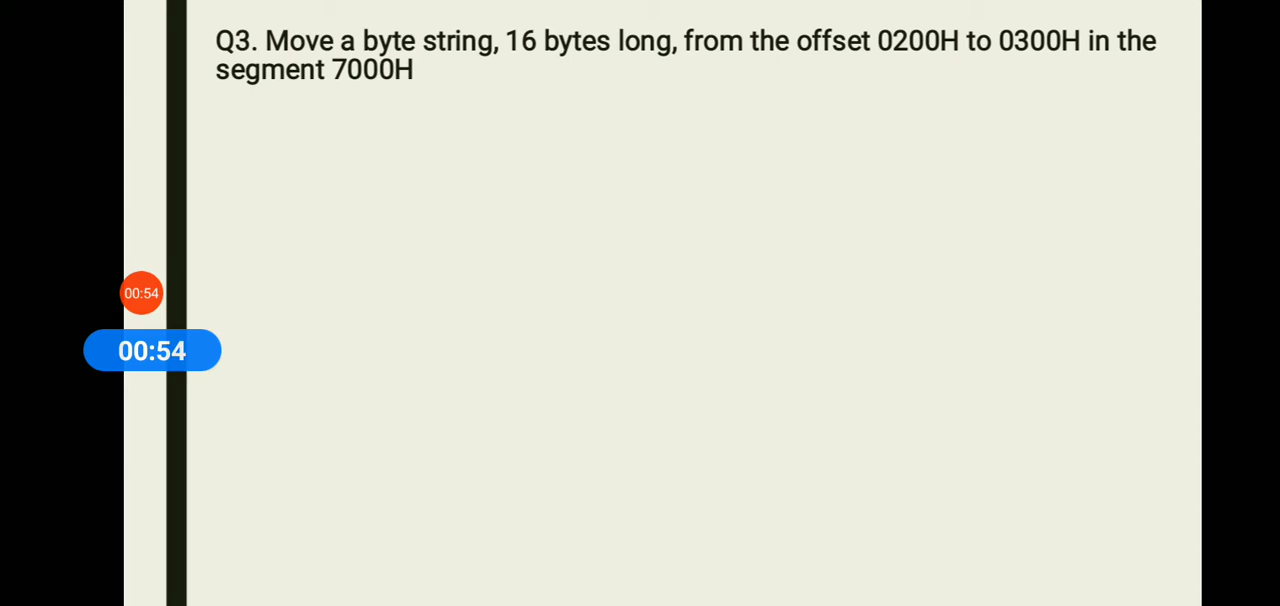 Q3. Move a byte string, 16 bytes long, from the offset 0200H to 0300H in the
segment 7000H
00:54
00:54